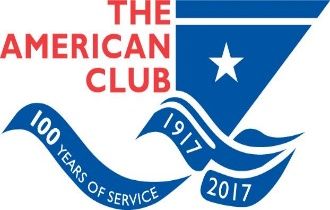 THE
AMERICAN
CLUB
100 YEARS OF SERVICE
1917
2017